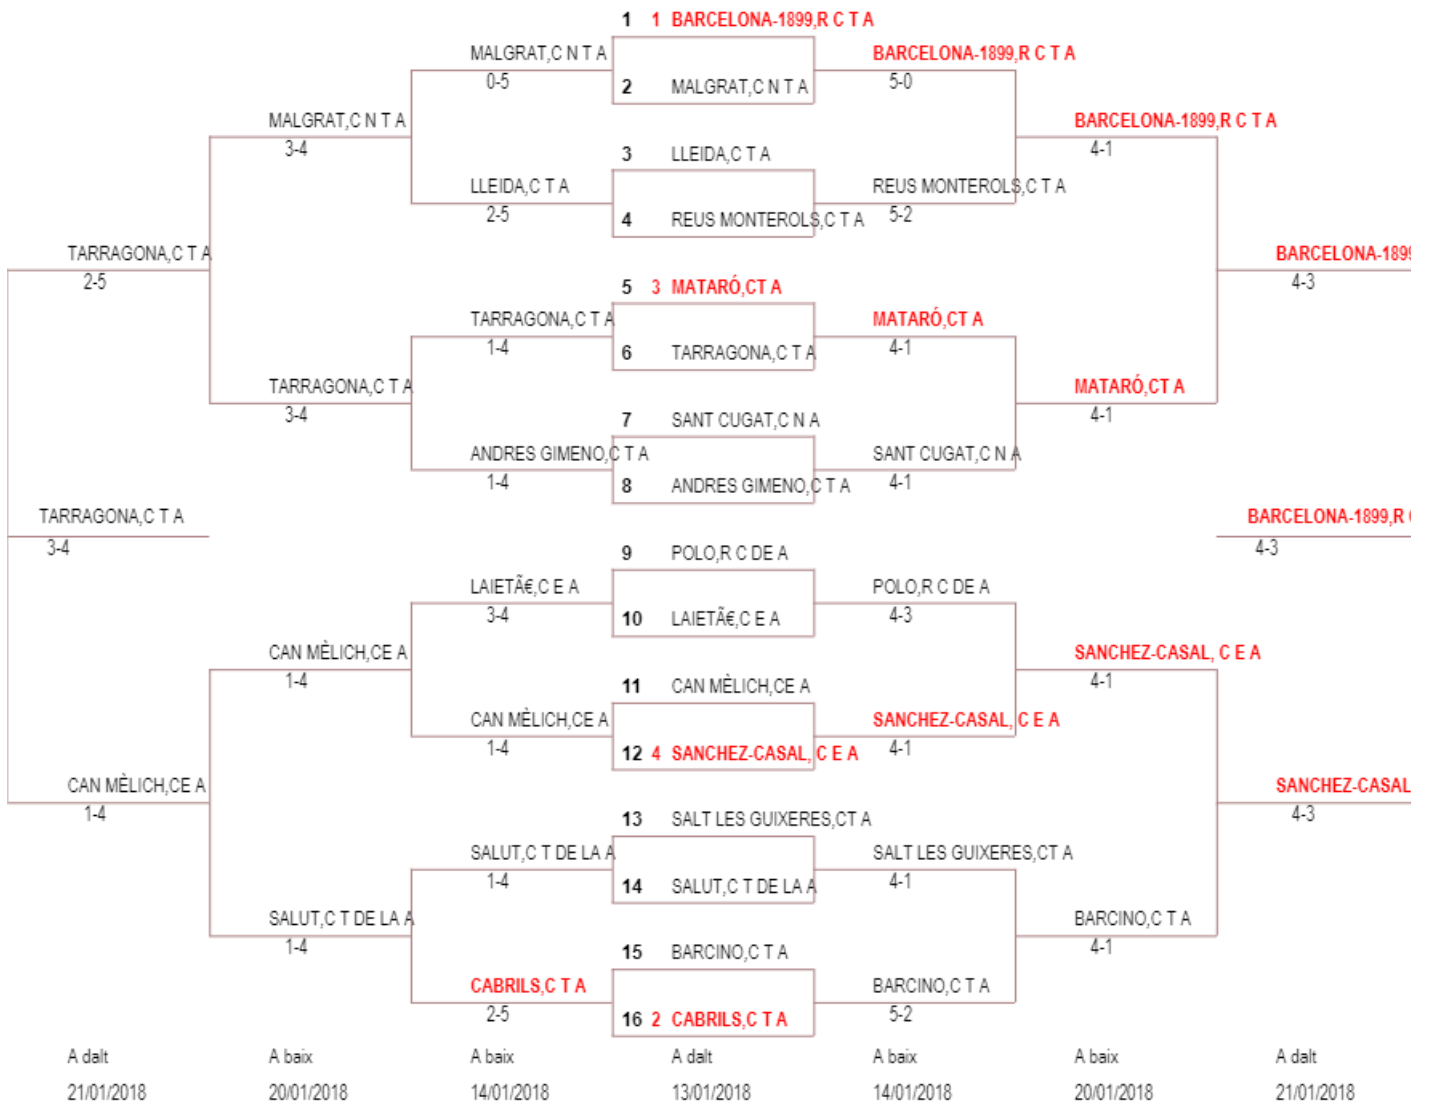 1 1 BARCELONA-1899,R C T A
MALGRAT,C N T A BARCELONA-1899,R C T A
0-5 2 MALGRAT,C N T A 5-0
MALGRAT,C N T A BARCELONA-1899,R C T A
3-4 4-1
3 LLEIDA,C T A
LLEIDA,C T A REUS MONTEROLS,C T A
2-5 4 REUS MONTEROLS,C T A 5-2
TARRAGONA,C T A BARCELONA-1899
2-5 4-3
5 3 MATARÓ,CT A
TARRAGONA,C T A MATARÓ,CT A
1-4 6 TARRAGONA,C T A 4-1
TARRAGONA,C T A MATARÓ,CT A
3-4 4-1
7 SANT CUGAT,C N A
ANDRES GIMENO,C T A SANT CUGAT,C N A
1-4 8 ANDRES GIMENO,C T A 4-1
TARRAGONA,C T A BARCELONA-1899,R
3-4 4-3
9 POLO,R C DE A
LAIETÃ€,C E A POLO,R C DE A
3-4 10 LAIETÃ€,C E A 4-3
CAN MÈLICH,CE A SANCHEZ-CASAL, C E A
1-4 4-1
11 CAN MÈLICH,CE A
CAN MÈLICH,CE A SANCHEZ-CASAL, C E A
1-4 12 4 SANCHEZ-CASAL, C E A 4-1
CAN MÈLICH,CE A SANCHEZ-CASAL
1-4 4-3
13 SALT LES GUIXERES,CT A
SALUT,C T DE LA A SALT LES GUIXERES,CT A
1-4 14 SALUT,C T DE LA A 4-1
SALUT,C T DE LA A BARCINO,C T A
1-4 4-1
15 BARCINO,C T A
CABRILS,C T A BARCINO,C T A
2-5 16 2 CABRILS,C T A 5-2
A dalt A baix A baix A dalt A baix A baix A dalt
21/01/2018 20/01/2018 14/01/2018 13/01/2018 14/01/2018 20/01/2018 21/01/2018